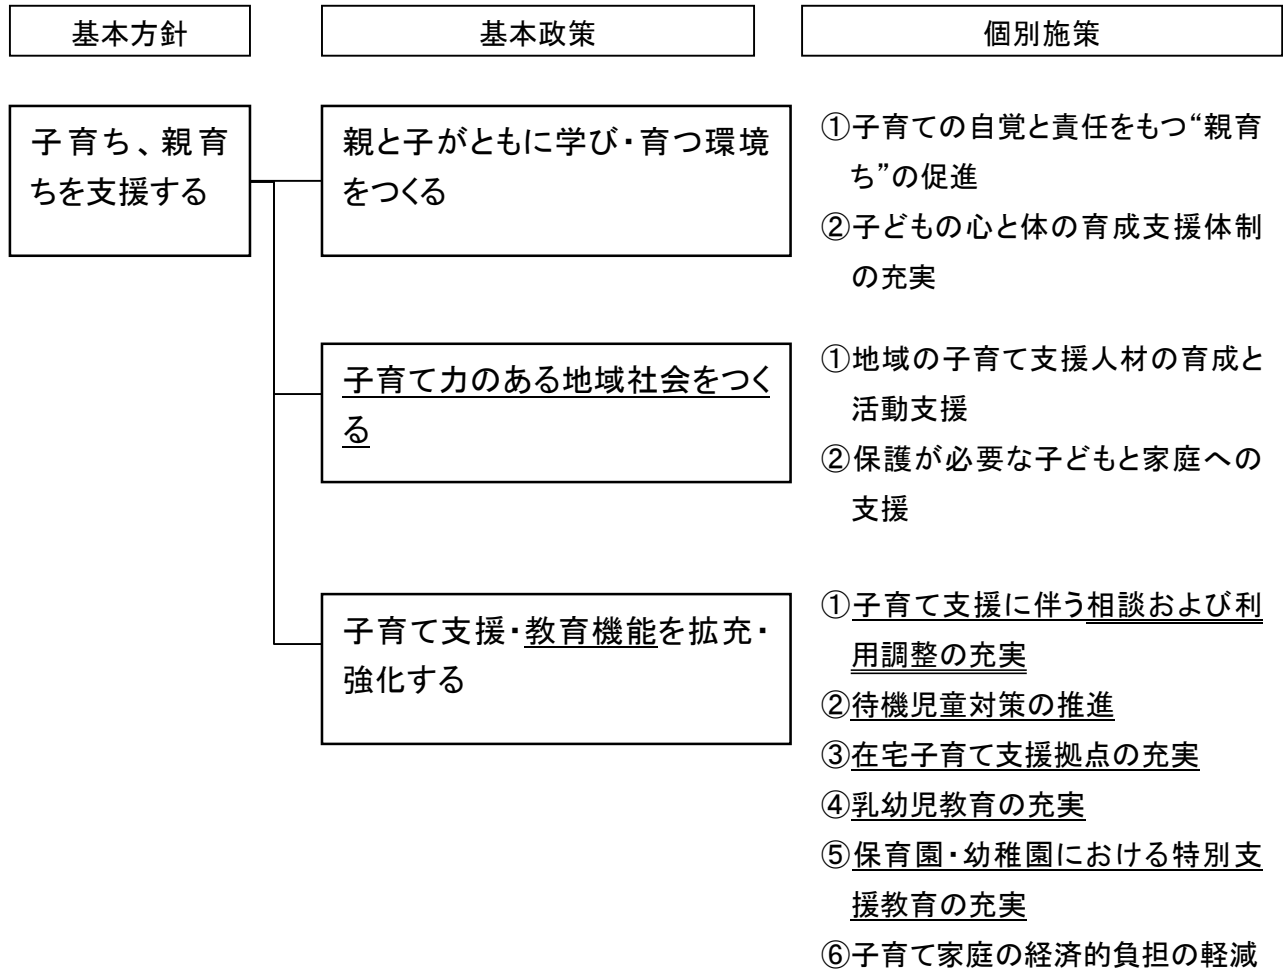 基本方針
基本政策
個別施策
子育ち、親育
ちを支援する
親と子がともに学び・育つ環境
をつくる
①子育ての自覚と責任をもつ“親育
ち”の促進
②子どもの心と体の育成支援体制
の充実
子育て力のある地域社会をつく
る
①地域の子育て支援人材の育成と
活動支援
②保護が必要な子どもと家庭への
支援
子育て支援・教育機能を拡充・
強化する
①子育て支援に伴う相談および利
用調整の充実
②待機児童対策の推進
③在宅子育て支援拠点の充実
④乳幼児教育の充実
⑤保育園・幼稚園における特別支
援教育の充実
⑥子育て家庭の経済的負担の軽減